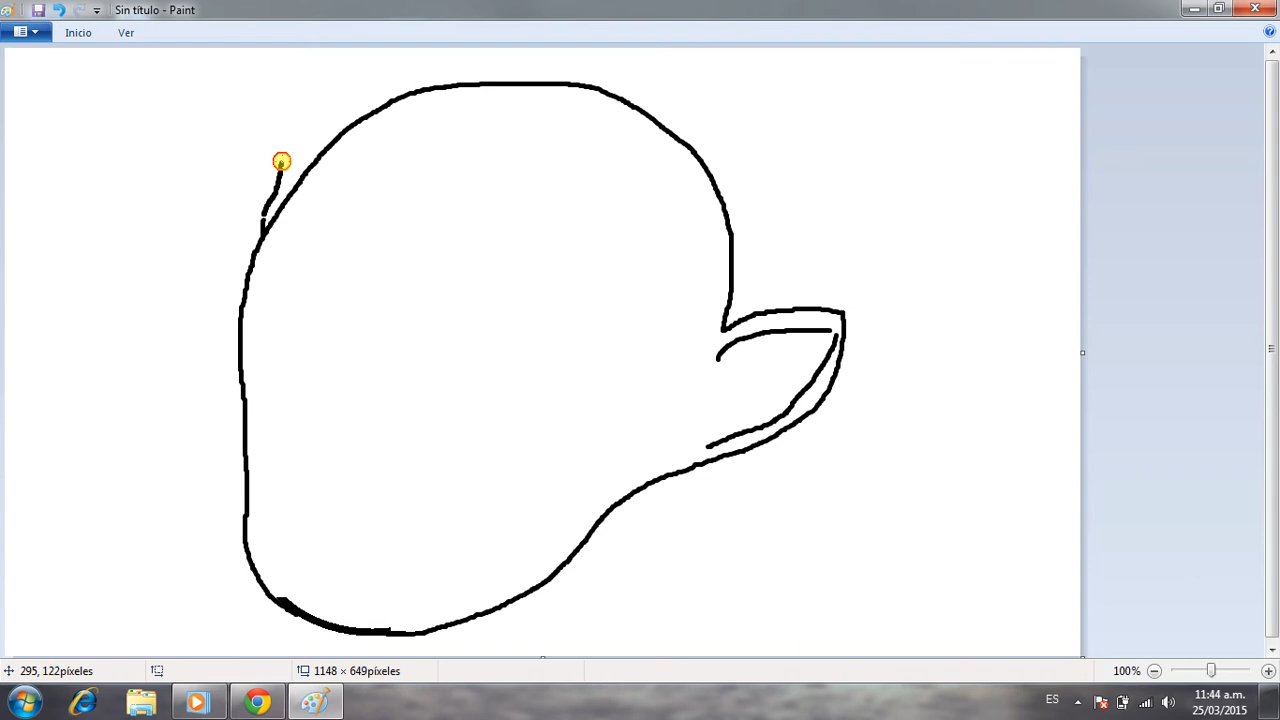 Sin título - Paint
Inicio Ver
295, 122píxeles
1148 × 649píxeles
100%
ES
11:44 a.m.
25/03/2015